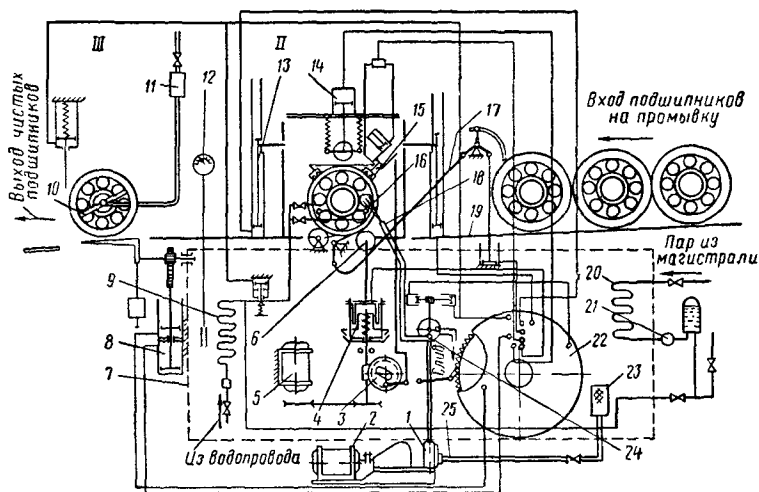 III
II
11
12
13
14
15
16
17
18
19
10
Выход чистых
подшипников
Вход подшипников
на промывку
Пар из
магистрали
20
21
22
23
24
25
9
8
7
6
5
4
3
2
1
Слив
Из водопровода